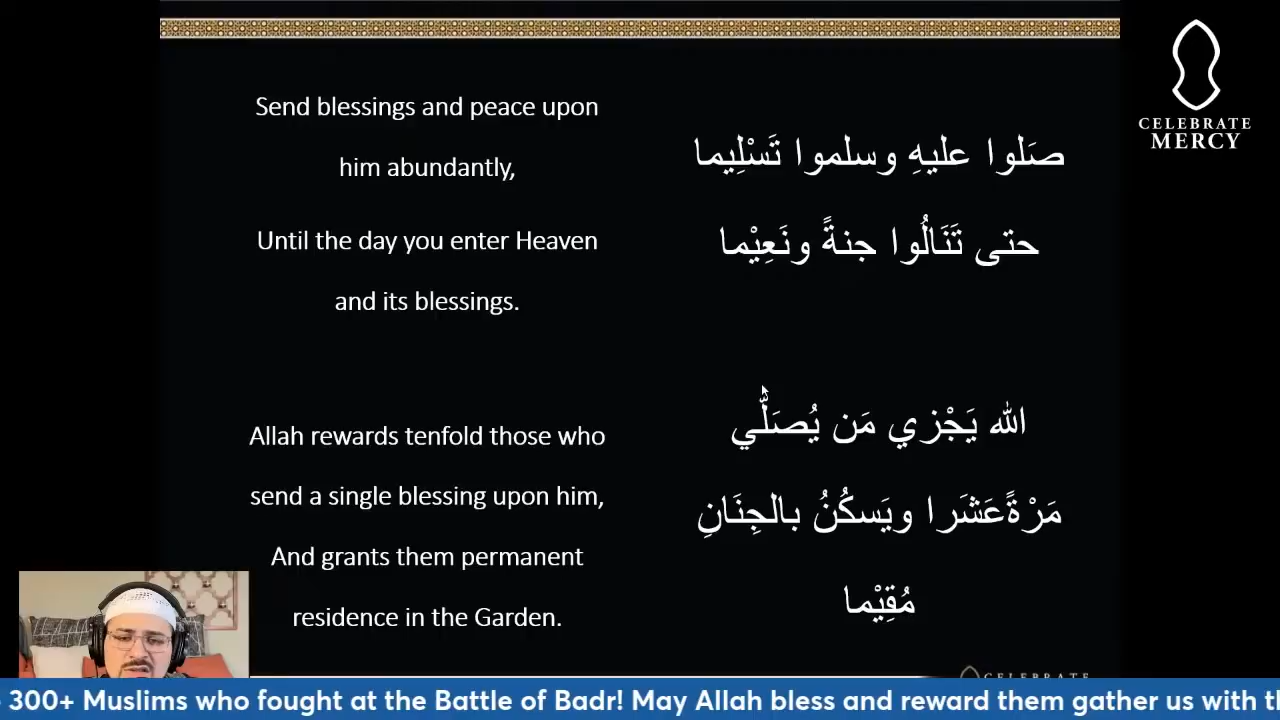 Send blessings and peace upon
him abundantly,
Until the day you enter Heaven
and its blessings.
Allah rewards tenfold those who
send a single blessing upon him,
And grants them permanent
residence in the Garden.
صَلوا عليهِ وسلموا تَسْلِيما
حتى تَنَالُوا جنةً ونَعِيْما
الله يَجْزي مَن يُصَلّي
مَرْةًعَشَرا ويَسكُنُ بالجِنَانِ
مُقِيْما
CELEBRATE
MERCY
CELEBRATE
300+ Muslims who fought at the Battle of Badr! May Allah bless and reward them gather us with